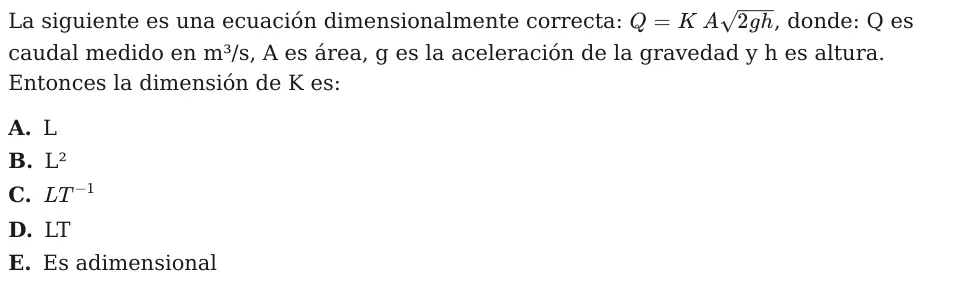 La siguiente es una ecuación dimensionalmente correcta: Q = K A√2gh, donde: Q es
caudal medido en m³/s, A es área, g es la aceleración de la gravedad y h es altura.
Entonces la dimensión de K es:
A. L
B. L²
C. LT⁻¹
D. LT
E. Es adimensional